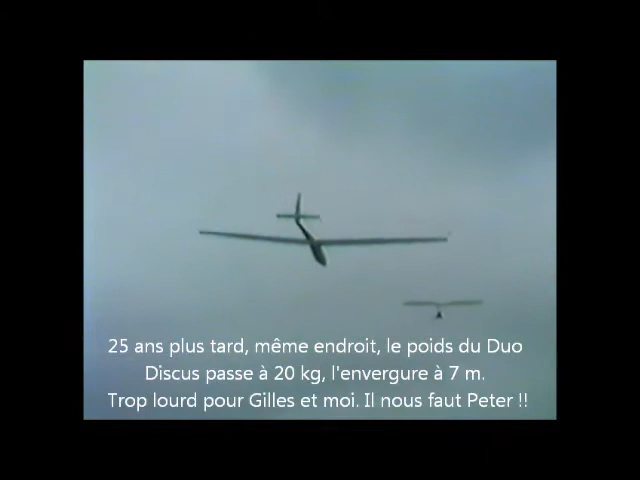 25 ans plus tard, même endroit, le poids du Duo
Discus passe à 20 kg, l'envergure à 7 m.
Trop lourd pour Gilles et moi. Il nous faut Peter !!